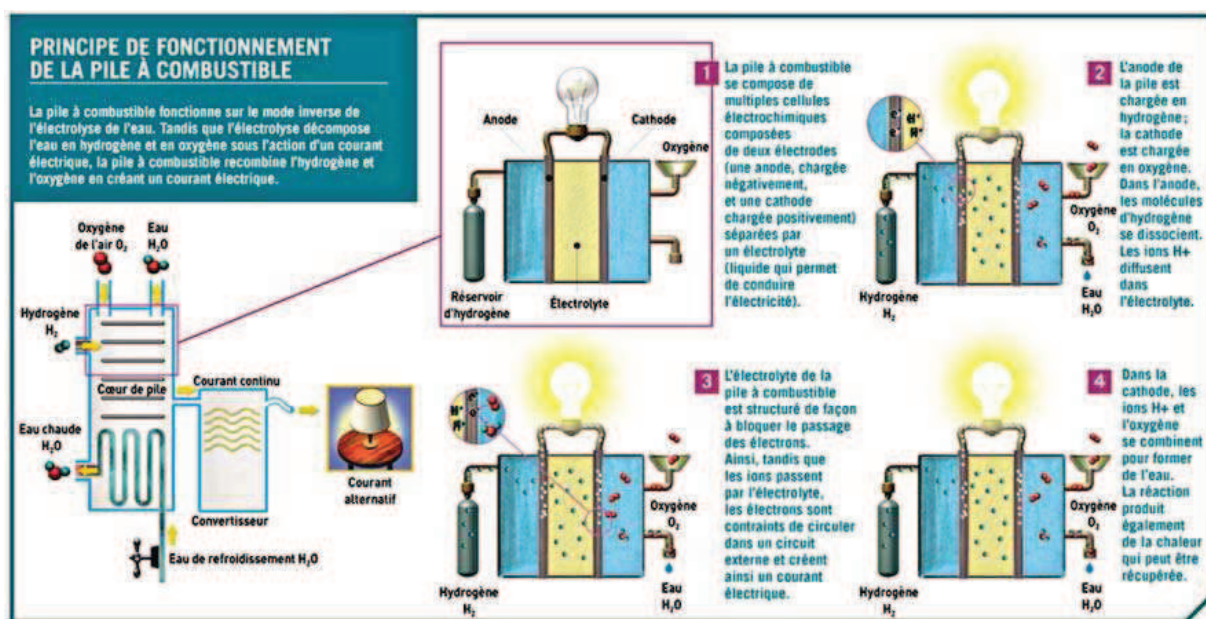 PRINCIPE DE FONCTIONNEMENT
DE LA PILE À COMBUSTIBLE
La pile à combustible fonctionne sur le mode inverse de
l'électrolyse de l'eau. Tandis que l'électrolyse décompose
l'eau en hydrogène et en oxygène sous l'action d'un courant
électrique, la pile à combustible recombine l'hydrogène et
l'oxygène en créant un courant électrique.
Oxygène
de l'air O₂
Eau
H₂O
Hydrogène
H₂
Cœur de pile
Courant continu
Eau chaude
H₂O
Convertisseur
Courant
alternatif
Eau de refroidissement H₂O
Anode
Cathode
Oxygène
Réservoir
d'hydrogène
Électrolyte
1
La pile à combustible
se compose de
multiples cellules
électrochimiques
composées
de deux électrodes
(une anode, chargée
négativement,
et une cathode
chargée positivement)
séparées par
un électrolyte
(liquide qui permet
de conduire
l'électricité).
e⁻
e⁻
H⁺
H⁺
Oxygène
O₂
Hydrogène
H₂
Eau
H₂O
2
L'anode de
la pile est
chargée en
hydrogène ;
la cathode
est chargée
en oxygène.
Dans l'anode,
les molécules
d'hydrogène
se dissocient.
Les ions H+
diffusent
dans
l'électrolyte.
H⁺
H⁺
e⁻
e⁻
Oxygène
O₂
Hydrogène
H₂
Eau
H₂O
3
L'électrolyte de la
pile à combustible
est structuré de façon
à bloquer le passage
des électrons.
Ainsi, tandis que
les ions passent
par l'électrolyte,
les électrons sont
contraints de circuler
dans un circuit
externe et créent
ainsi un courant
électrique.
Oxygène
O₂
Hydrogène
H₂
Eau
H₂O
4
Dans la
cathode, les
ions H+ et
l'oxygène
se combinent
pour former
de l'eau.
La réaction
produit
également
de la chaleur
qui peut être
récupérée.